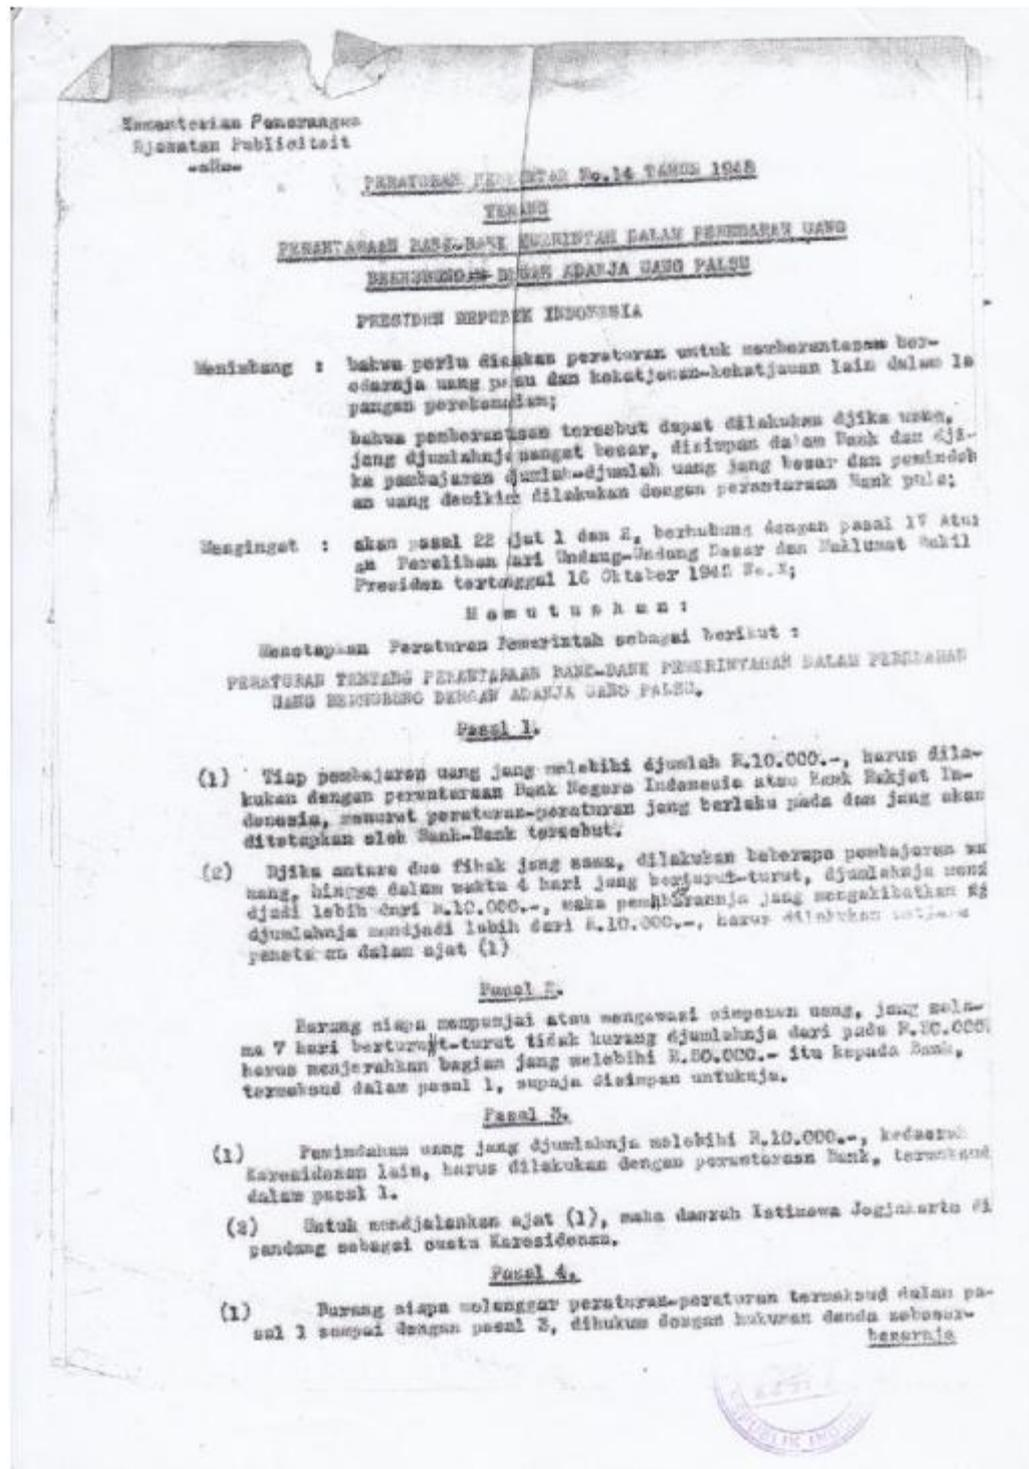 Kementerian Penerangan
Djawatan Publiciteit
PERATURAN PEMERINTAH No.14 TAHUN 1948
TENTANG
PERANTARAAN BANK-BANK PEMERINTAH DALAM PEREDARAN UANG
BERHUBUNGAN DENGAN ADANJA UANG PALSU
PRESIDEN REPUBLIK INDONESIA
Menimbang : bahwa perlu diadakan peraturan untuk memberantasan ber-
edarnja uang palsu dan kekatjauan-kekatjauan lain dalam la
pangan perekonomian;
bahwa pemberantasan tersebut dapat dilakukan djika uang,
jang djumlahnja sangat besar, disimpan dalam Bank dan dji-
ka pembajaran djumlah-djumlah uang jang besar dan pemindah
an uang demikian dilakukan dengan perantaraan Bank pula;
Mengingat : akan pasal 22 ajat 1 dan 2, berhubung dengan pasal IV Atur
an Peralihan dari Undang-Undang Dasar dan Maklumat Wakil
Presiden tertanggal 16 Oktober 1945 No.X;
M e m u t u s k a n :
Menetapkan Peraturan Pemerintah sebagai berikut :
PERATURAN TENTANG PERANTARAAN BANK-BANK PEMERINTAHAN DALAM PEREDARAN
UANG BERHUBUNG DENGAN ADANJA UANG PALSU.
Pasal 1.
(1) Tiap pembajaran uang jang melebihi djumlah R.10.000.-, harus dila-
kukan dengan perantaraan Bank Negara Indonesia atau Bank Rakjat In-
donesia, menurut peraturan-peraturan jang berlaku pada dan jang akan
ditetapkan oleh Bank-Bank tersebut.
(2) Djika antara dua fihak jang sama, dilakukan beberapa pembajaran
uang, hingga dalam waktu 4 hari jang berturut-turut, djumlahnja
djadi lebih dari R.10.000.-, maka jang mengakibatkan
djumlahnja mendjadi lebih dari R.10.000.-, harus dilakukan
dalam ajat (1)
Pasal 2.
Barang siapa mempunjai atau mengawasi simpanan uang, jang sela-
ma 7 hari berturut-turut tidak kurang djumlahnja dari pada
harus menjerahkan bagian jang melebihi itu kepada Bank,
termaksud dalam pasal 1, supaja disimpan untuknja.
Pasal 3.
(1) Pemindahan uang jang djumlahnja melebihi R.10.000.-, kedaerah
Karesidenan lain, harus dilakukan dengan perantaraan Bank, termaksud
dalam pasal 1.
(2) Untuk mendjalankan ajat (1), maka daerah Istimewa Jogjakarta di
pandang sebagai suatu Karesidenan.
Pasal 4.
(1) Barang siapa melanggar peraturan-peraturan termaksud dalam pa-
sal 1 sampai dengan pasal 3, dihukum dengan hukuman denda sebesar-
besarnja
REPUBLIK